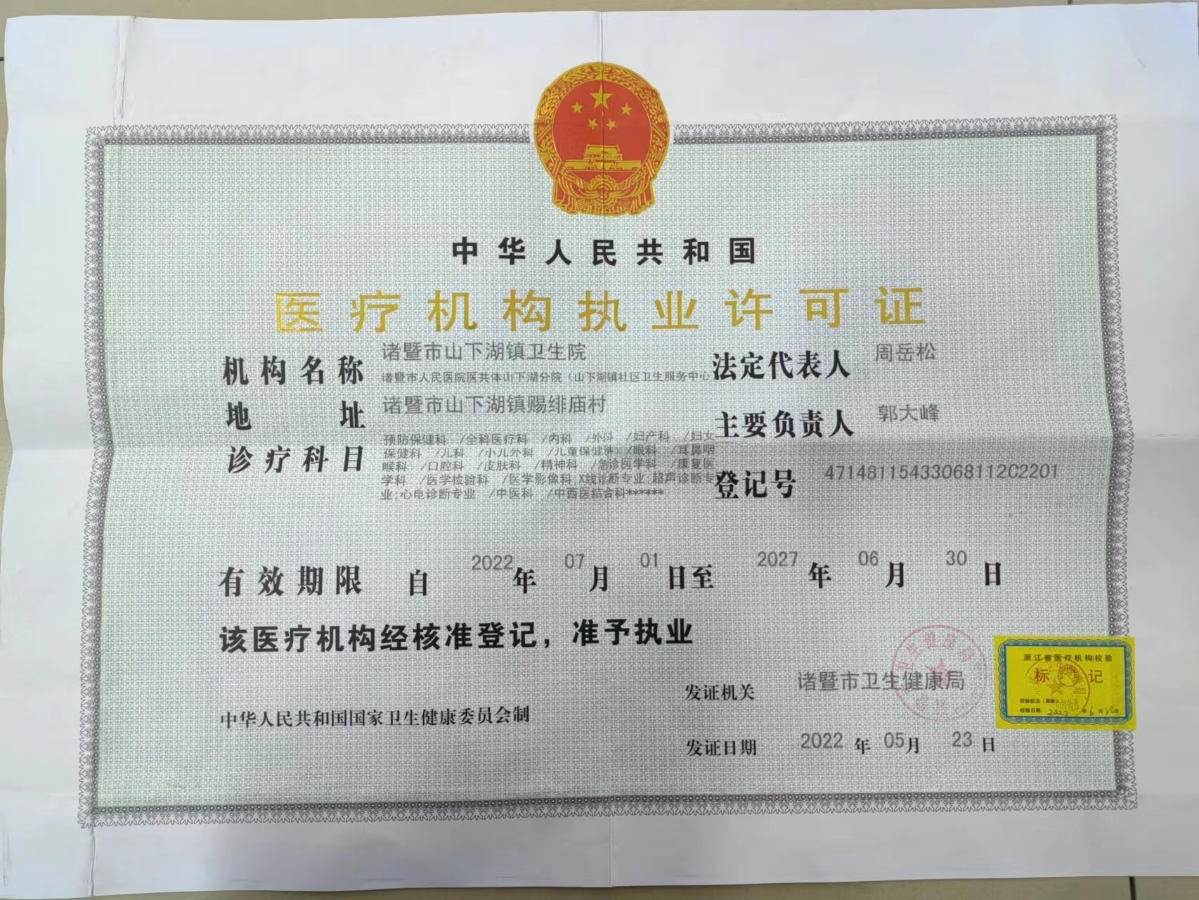 中华人民共和国
医疗机构执业许可证
机构名称 诸暨市山下湖镇卫生院
诸暨市人民医院医共体山下湖分院（山下湖镇社区卫生服务中心
法定代表人 周岳松
地址 诸暨市山下湖镇赐绯庙村
主要负责人 郭大峰
诊疗科目 预防保健科 /全科医疗科 /内科 /外科 /妇产科 /妇女
保健科 /儿科 /小儿外科 /儿童保健科 /眼科 /耳鼻咽
喉科 /口腔科 /皮肤科 /精神科 /急诊医学科 /康复医
学科 /医学检验科 /医学影像科;X线诊断专业;超声诊断专
业;心电诊断专业 /中医科 /中西医结合科******
登记号 47148115433068112C2201
有效期限 自 2022 年 07 月 01 日至 2027 年 06 月 30 日
该医疗机构经核准登记，准予执业
发证机关 诸暨市卫生健康局
中华人民共和国国家卫生健康委员会制
发证日期 2022 年 05 月 23 日
卫生健康局
浙江省医疗机构校验
标 记
校验日期: